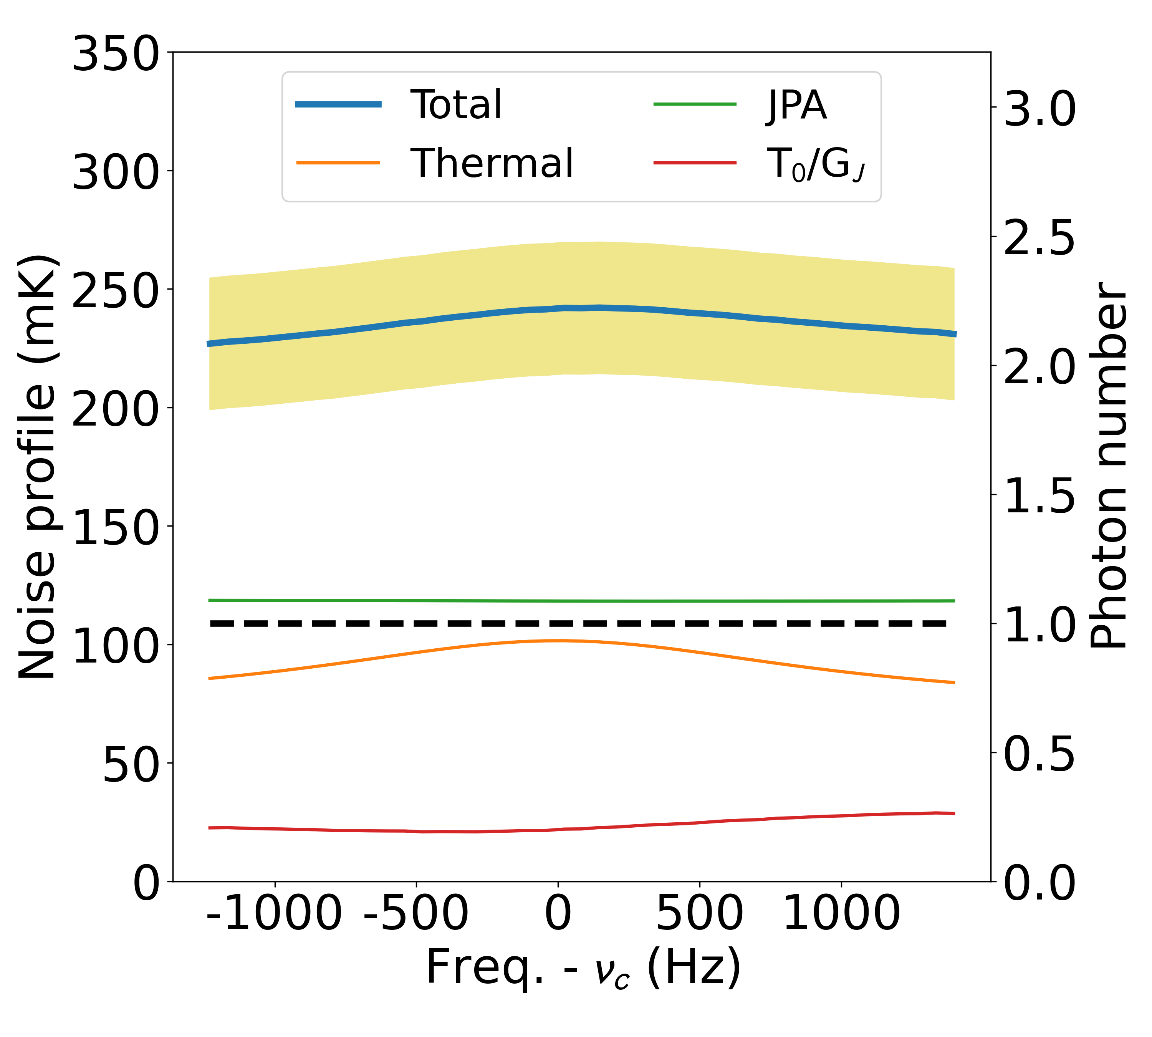 Total
JPA
Thermal
T₀/G_J
350
300
250
200
150
100
50
0
Noise profile (mK)
3.0
2.5
2.0
1.5
1.0
0.5
0.0
Photon number
-1000 -500 0 500 1000
Freq. - ν_c (Hz)